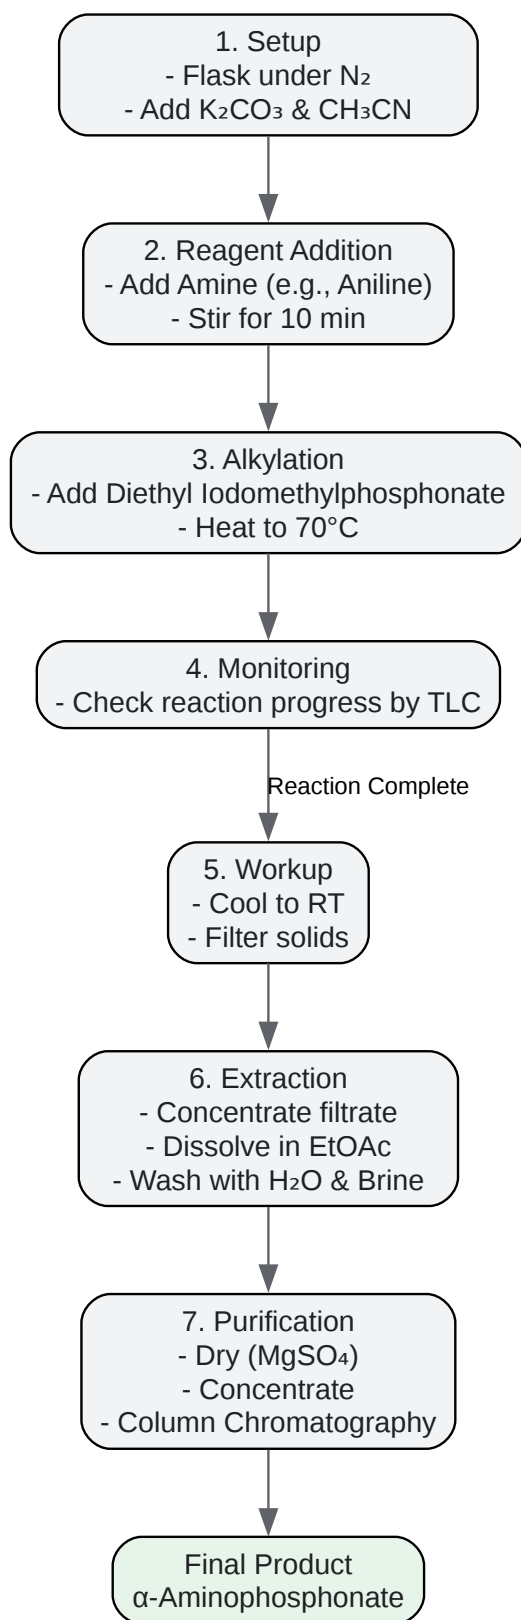 1. Setup
- Flask under N₂
- Add K₂CO₃ & CH₃CN
2. Reagent Addition
- Add Amine (e.g., Aniline)
- Stir for 10 min
3. Alkylation
- Add Diethyl Iodomethylphosphonate
- Heat to 70°C
4. Monitoring
- Check reaction progress by TLC
Reaction Complete
5. Workup
- Cool to RT
- Filter solids
6. Extraction
- Concentrate filtrate
- Dissolve in EtOAc
- Wash with H₂O & Brine
7. Purification
- Dry (MgSO₄)
- Concentrate
- Column Chromatography
Final Product
α-Aminophosphonate